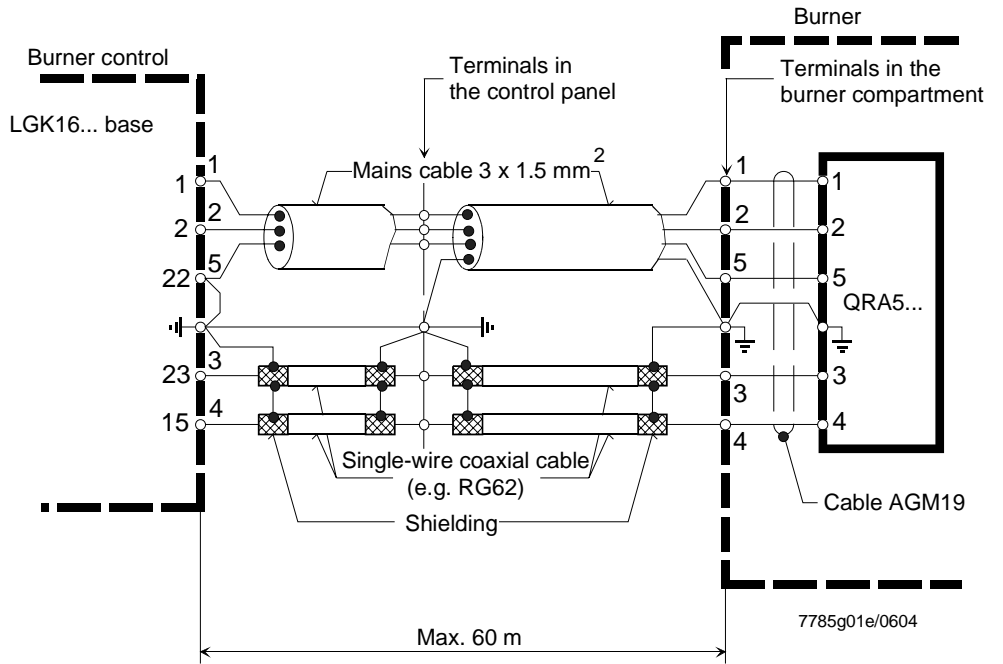 Burner
Burner control
Terminals in
the control panel
Terminals in the
burner compartment
LGK16... base
Mains cable 3 x 1.5 mm 2
1 1 1 1
2 2 2 2
22 5 5 5
QRA5...
23 3 3 3
15 4 4 4
Single-wire coaxial cable
(e.g. RG62)
Shielding
Cable AGM19
7785g01e/0604
Max. 60 m